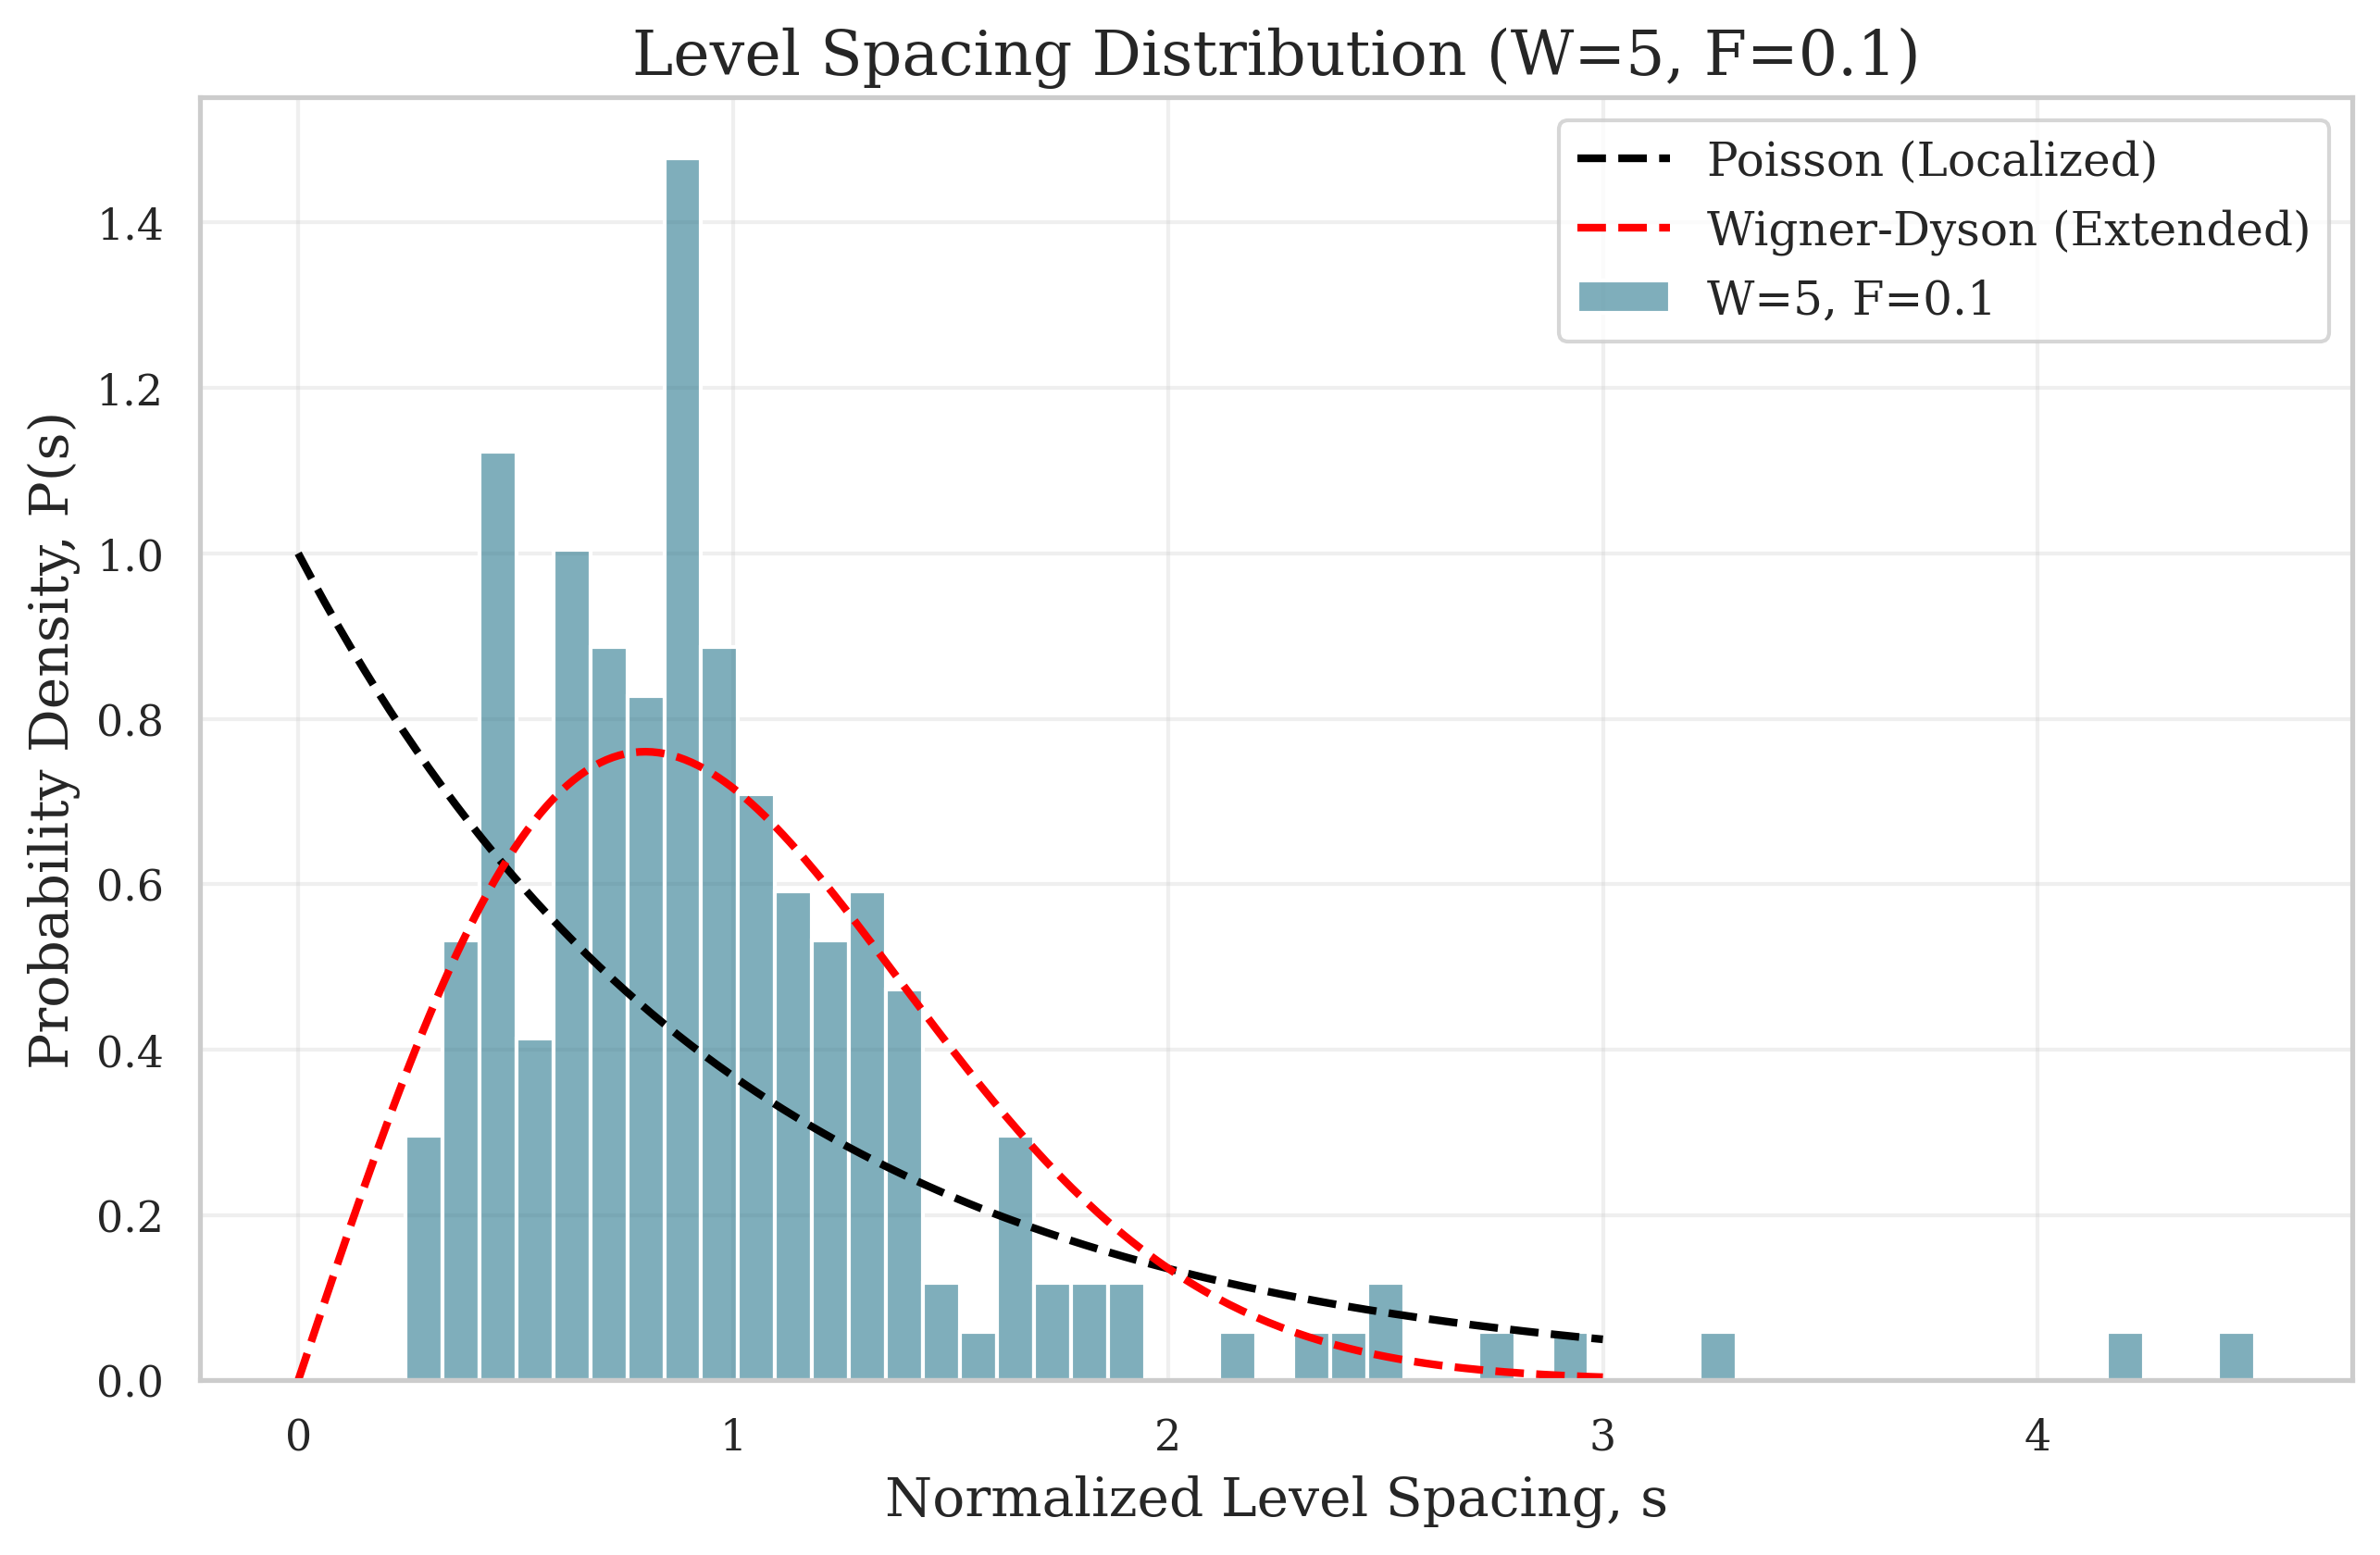 Level Spacing Distribution (W=5, F=0.1)
Poisson (Localized)
Wigner-Dyson (Extended)
W=5, F=0.1
Probability Density, P(s)
1.4
1.2
1.0
0.8
0.6
0.4
0.2
0.0
0 1 2 3 4
Normalized Level Spacing, s